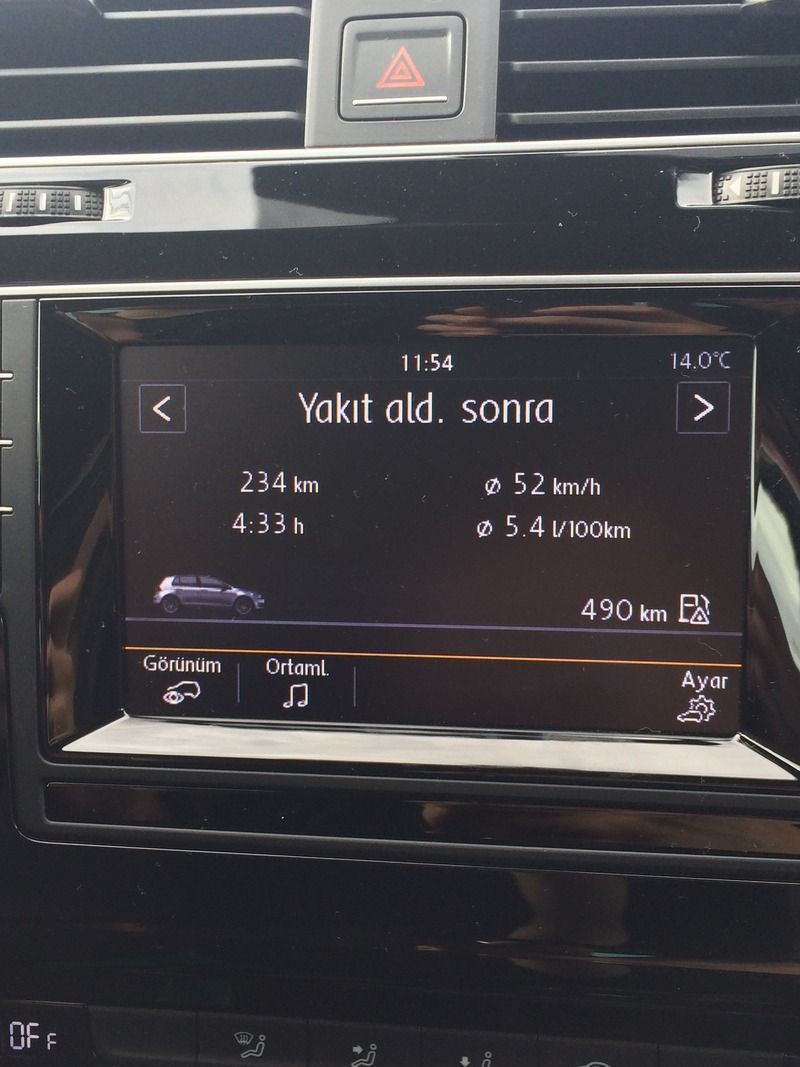 11:54
14.0°C
<
Yakıt ald. sonra
>
234 km
ø 52 km/h
4:33 h
ø 5.4 l/100km
490 km
Görünüm
Ortaml.
Ayar
OFF